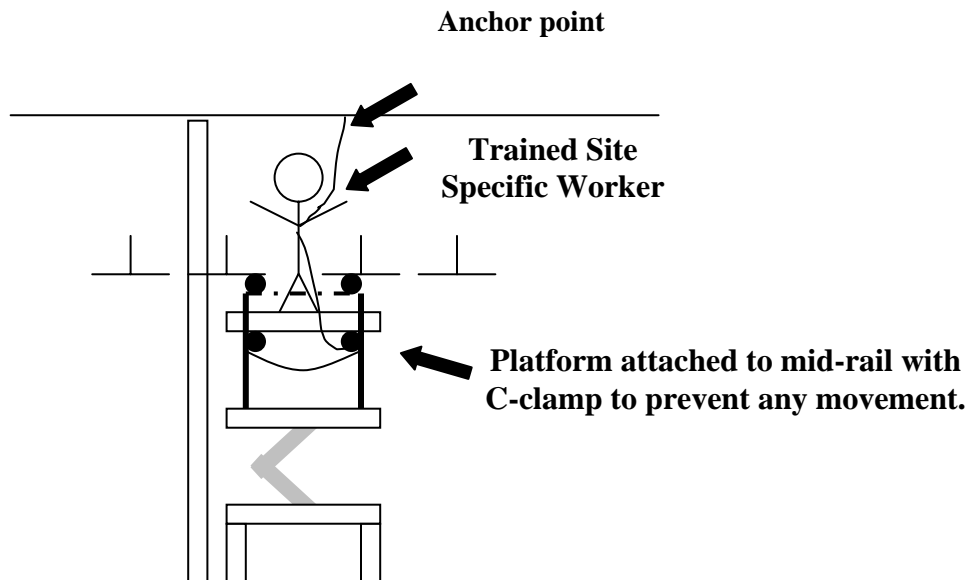 Anchor point
Trained Site
Specific Worker
Platform attached to mid-rail with
C-clamp to prevent any movement.